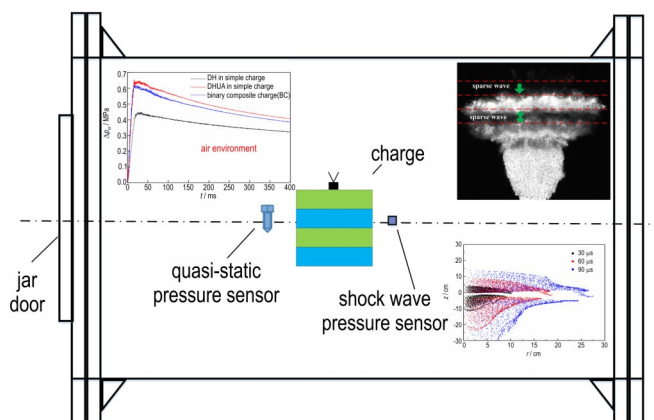 0.7
0.6
0.5
0.4
0.3
0.2
0.1
0.0
Δp_qs / MPa
DH in simple charge
DHUA in simple charge
binary composite charge(BC)
air environment
0 50 100 150 200 250 300 350 400
t / ms
sparse wave
sparse wave
charge
jar
door
quasi-static
pressure sensor
shock wave
pressure sensor
30
20
10
0
-10
-20
-30
z / cm
30 μs
60 μs
90 μs
0 5 10 15 20 25 30
r / cm